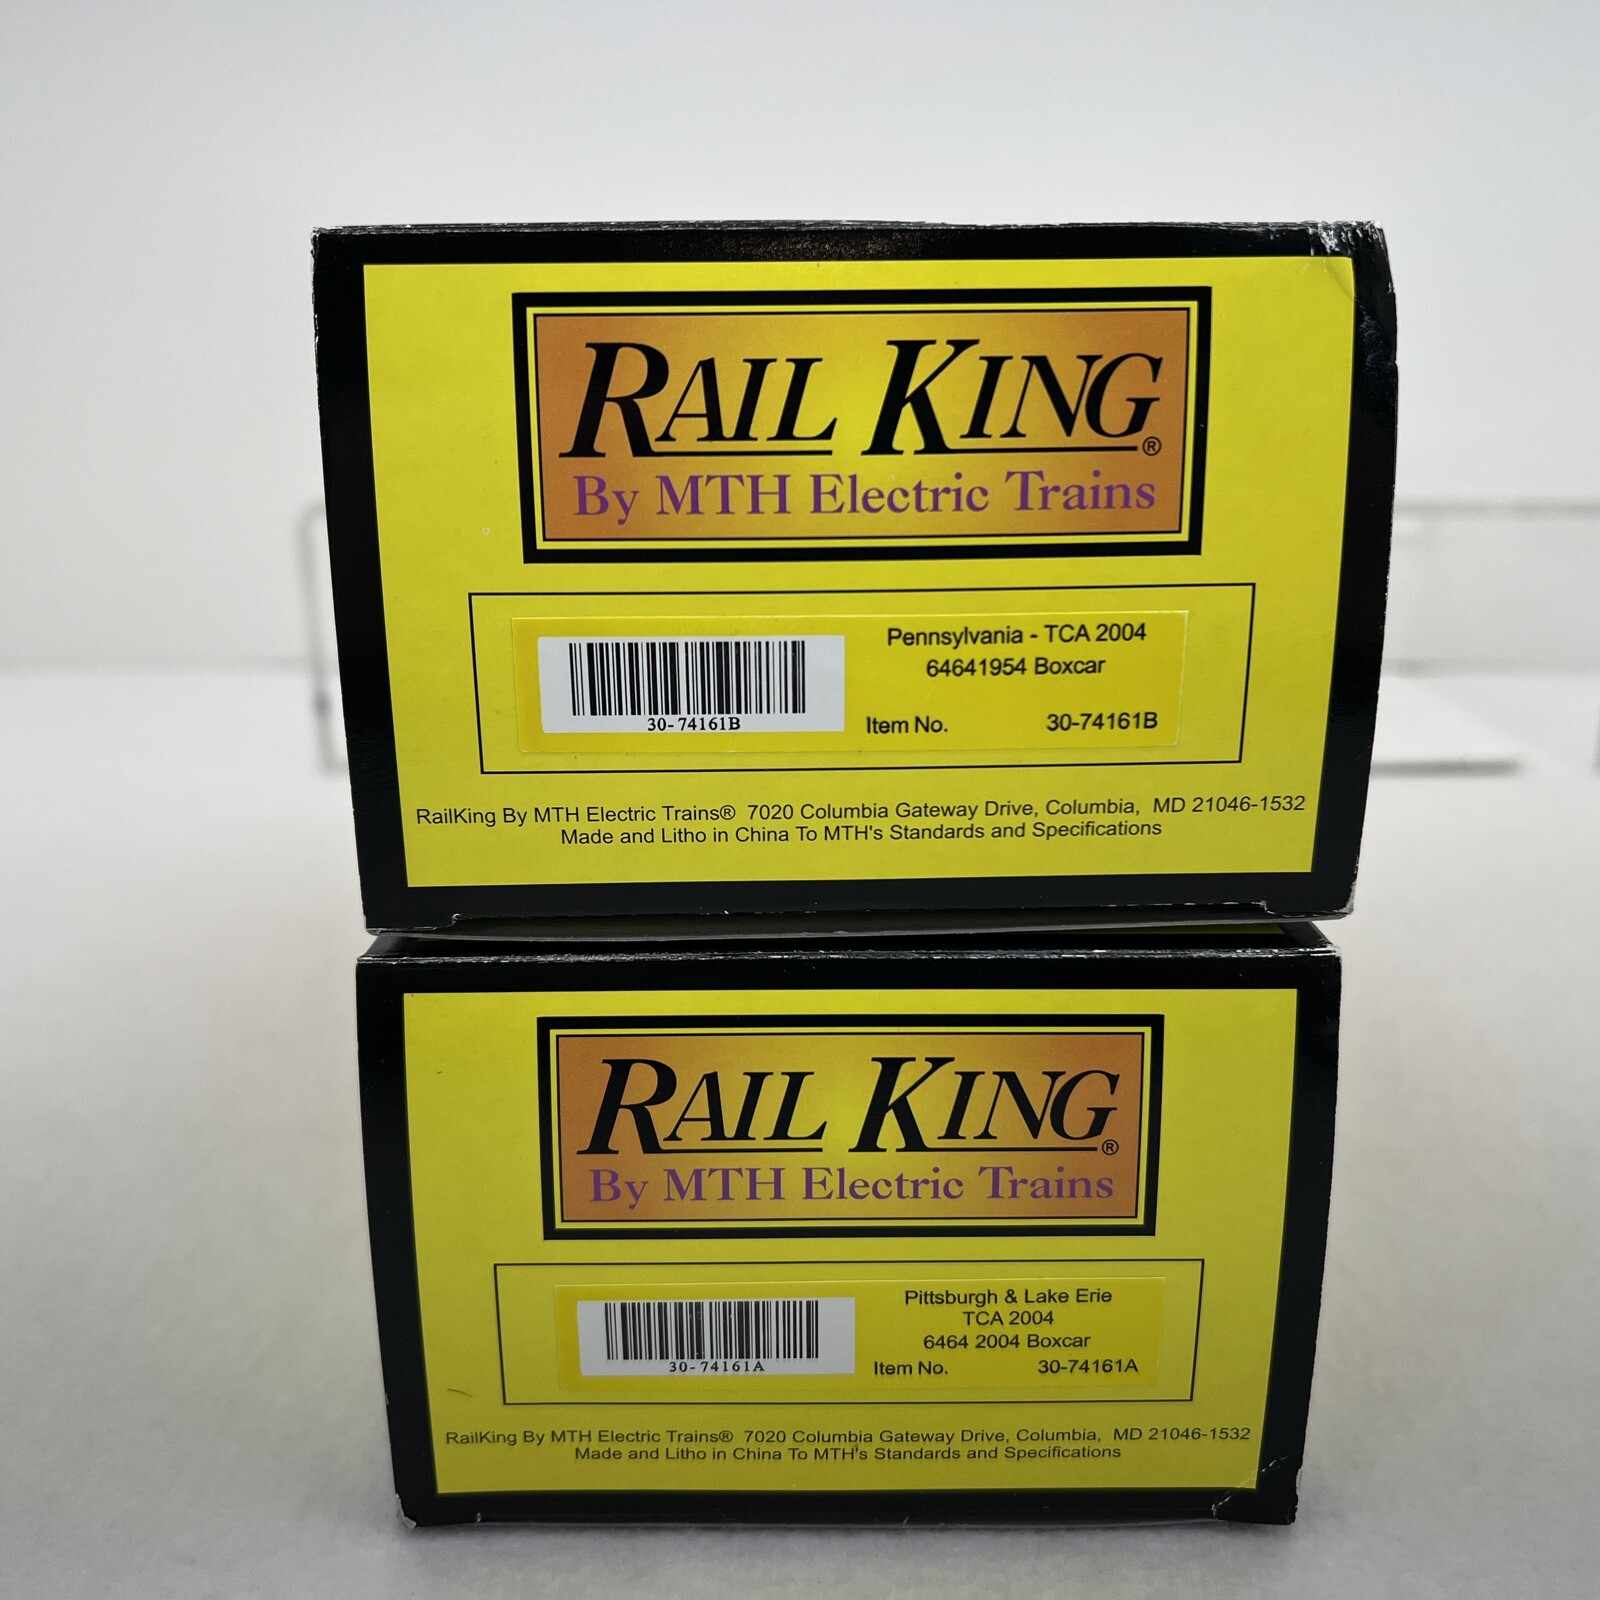 RAIL KING®
By MTH Electric Trains
Pennsylvania - TCA 2004
64641954 Boxcar
30-74161B
Item No. 30-74161B
RailKing By MTH Electric Trains® 7020 Columbia Gateway Drive, Columbia, MD 21046-1532
Made and Litho in China To MTH's Standards and Specifications
RAIL KING®
By MTH Electric Trains
Pittsburgh & Lake Erie
TCA 2004
6464 2004 Boxcar
30-74161A
Item No. 30-74161A
RailKing By MTH Electric Trains® 7020 Columbia Gateway Drive, Columbia, MD 21046-1532
Made and Litho in China To MTH's Standards and Specifications